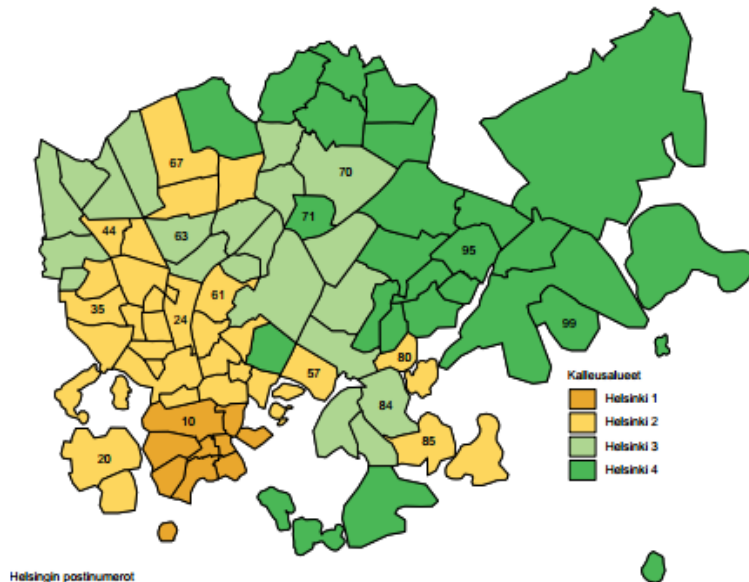 67
70
71
44
63
95
61
35
24
99
80
57
Kalleusalueet
Helsinki 1
84
10
Helsinki 2
85
Helsinki 3
20
Helsinki 4
Helsingin postinumerot